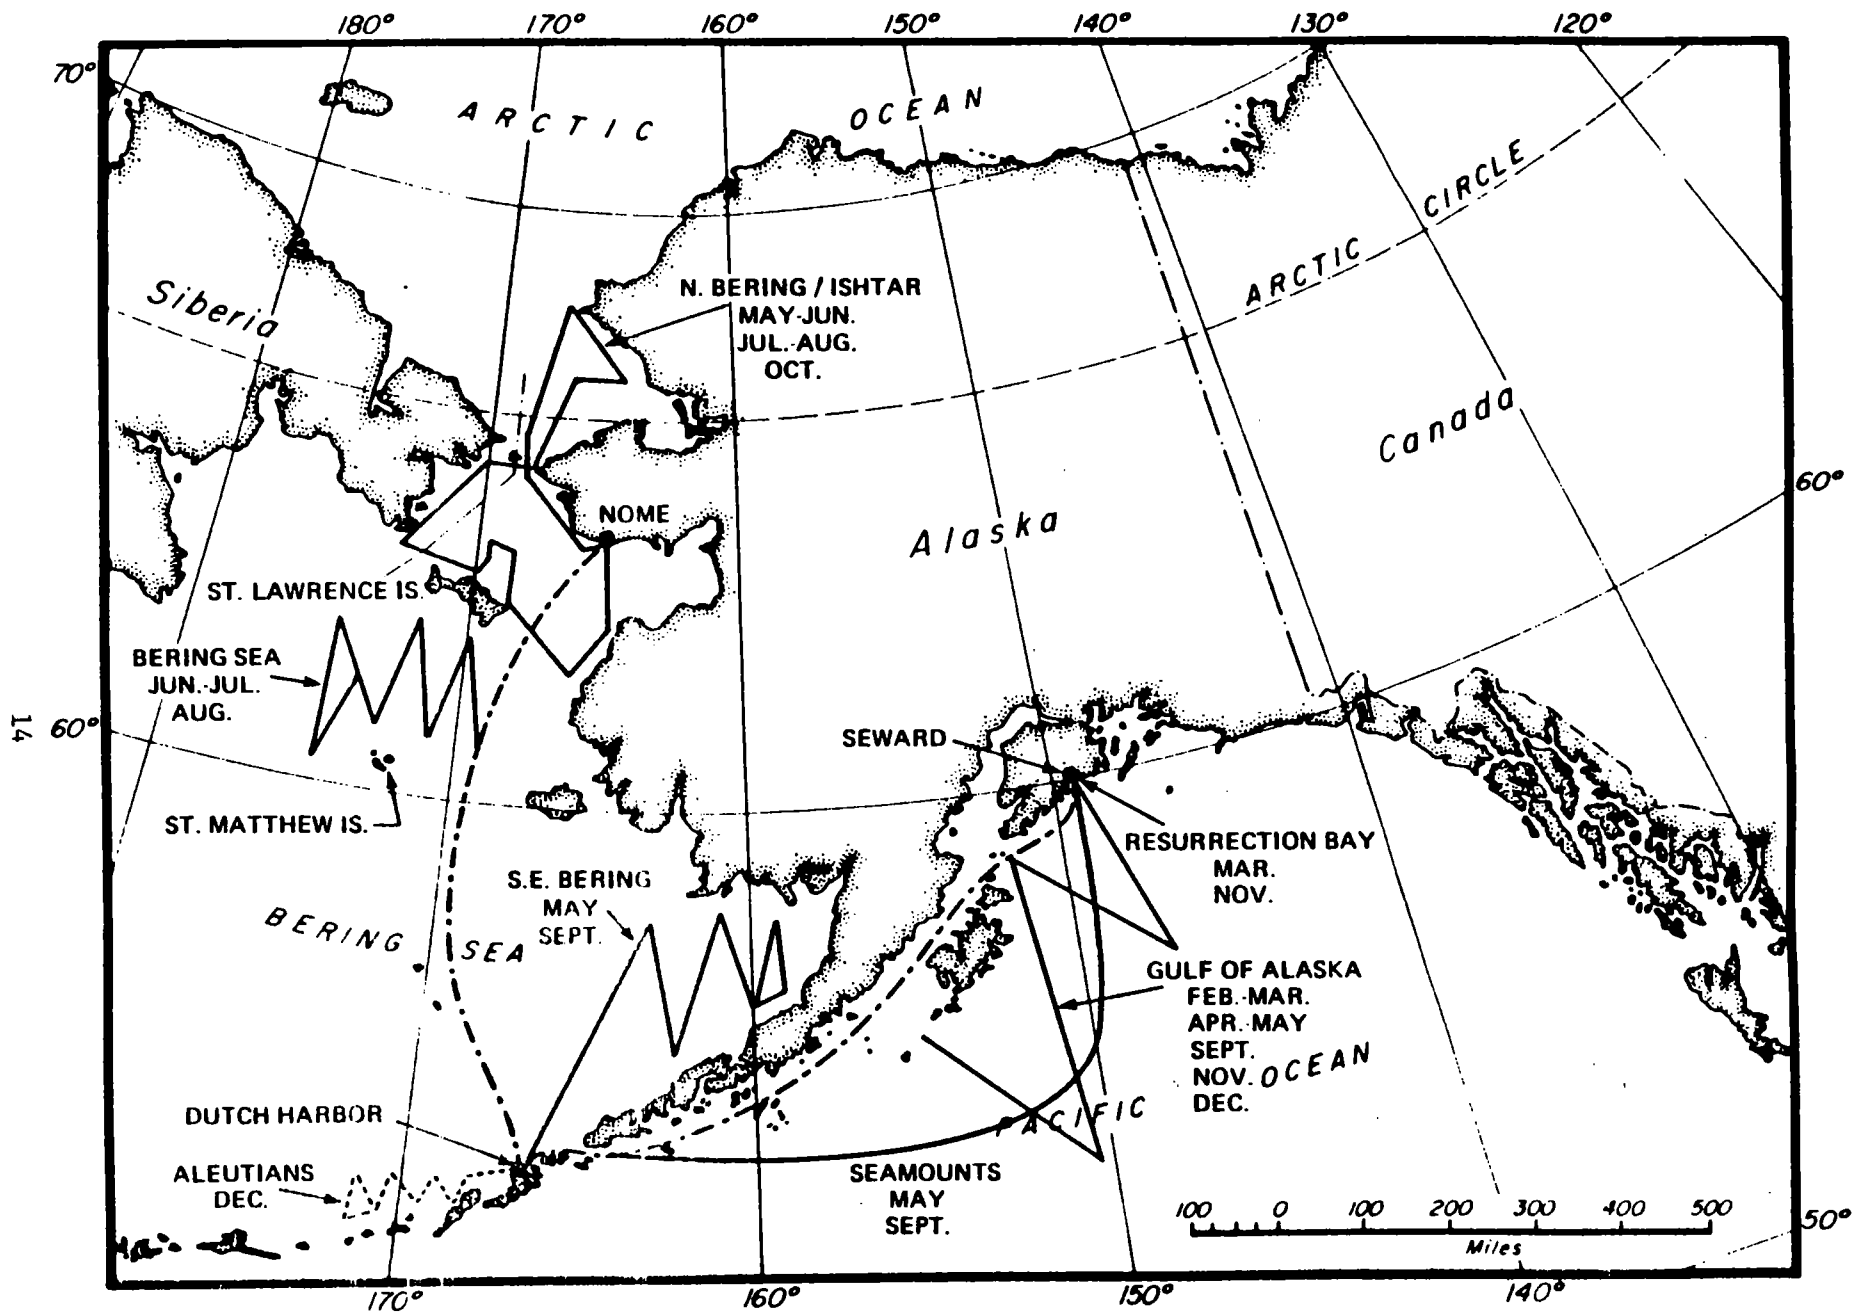 180° 170° 160° 150° 140° 130° 120°
70°
ARCTIC OCEAN
ARCTIC CIRCLE
Siberia
N. BERING / ISHTAR
MAY-JUN.
JUL.-AUG.
OCT.
Canada
60°
NOME
Alaska
ST. LAWRENCE IS.
BERING SEA
JUN.-JUL.
AUG.
14
60°
SEWARD
ST. MATTHEW IS.
RESURRECTION BAY
MAR.
NOV.
S.E. BERING
MAY
SEPT.
BERING SEA
GULF OF ALASKA
FEB.-MAR.
APR.-MAY
SEPT.
NOV.
DEC.
PACIFIC OCEAN
DUTCH HARBOR
ALEUTIANS
DEC.
SEAMOUNTS
MAY
SEPT.
100 0 100 200 300 400 500
Miles
50°
170° 160° 150° 140°